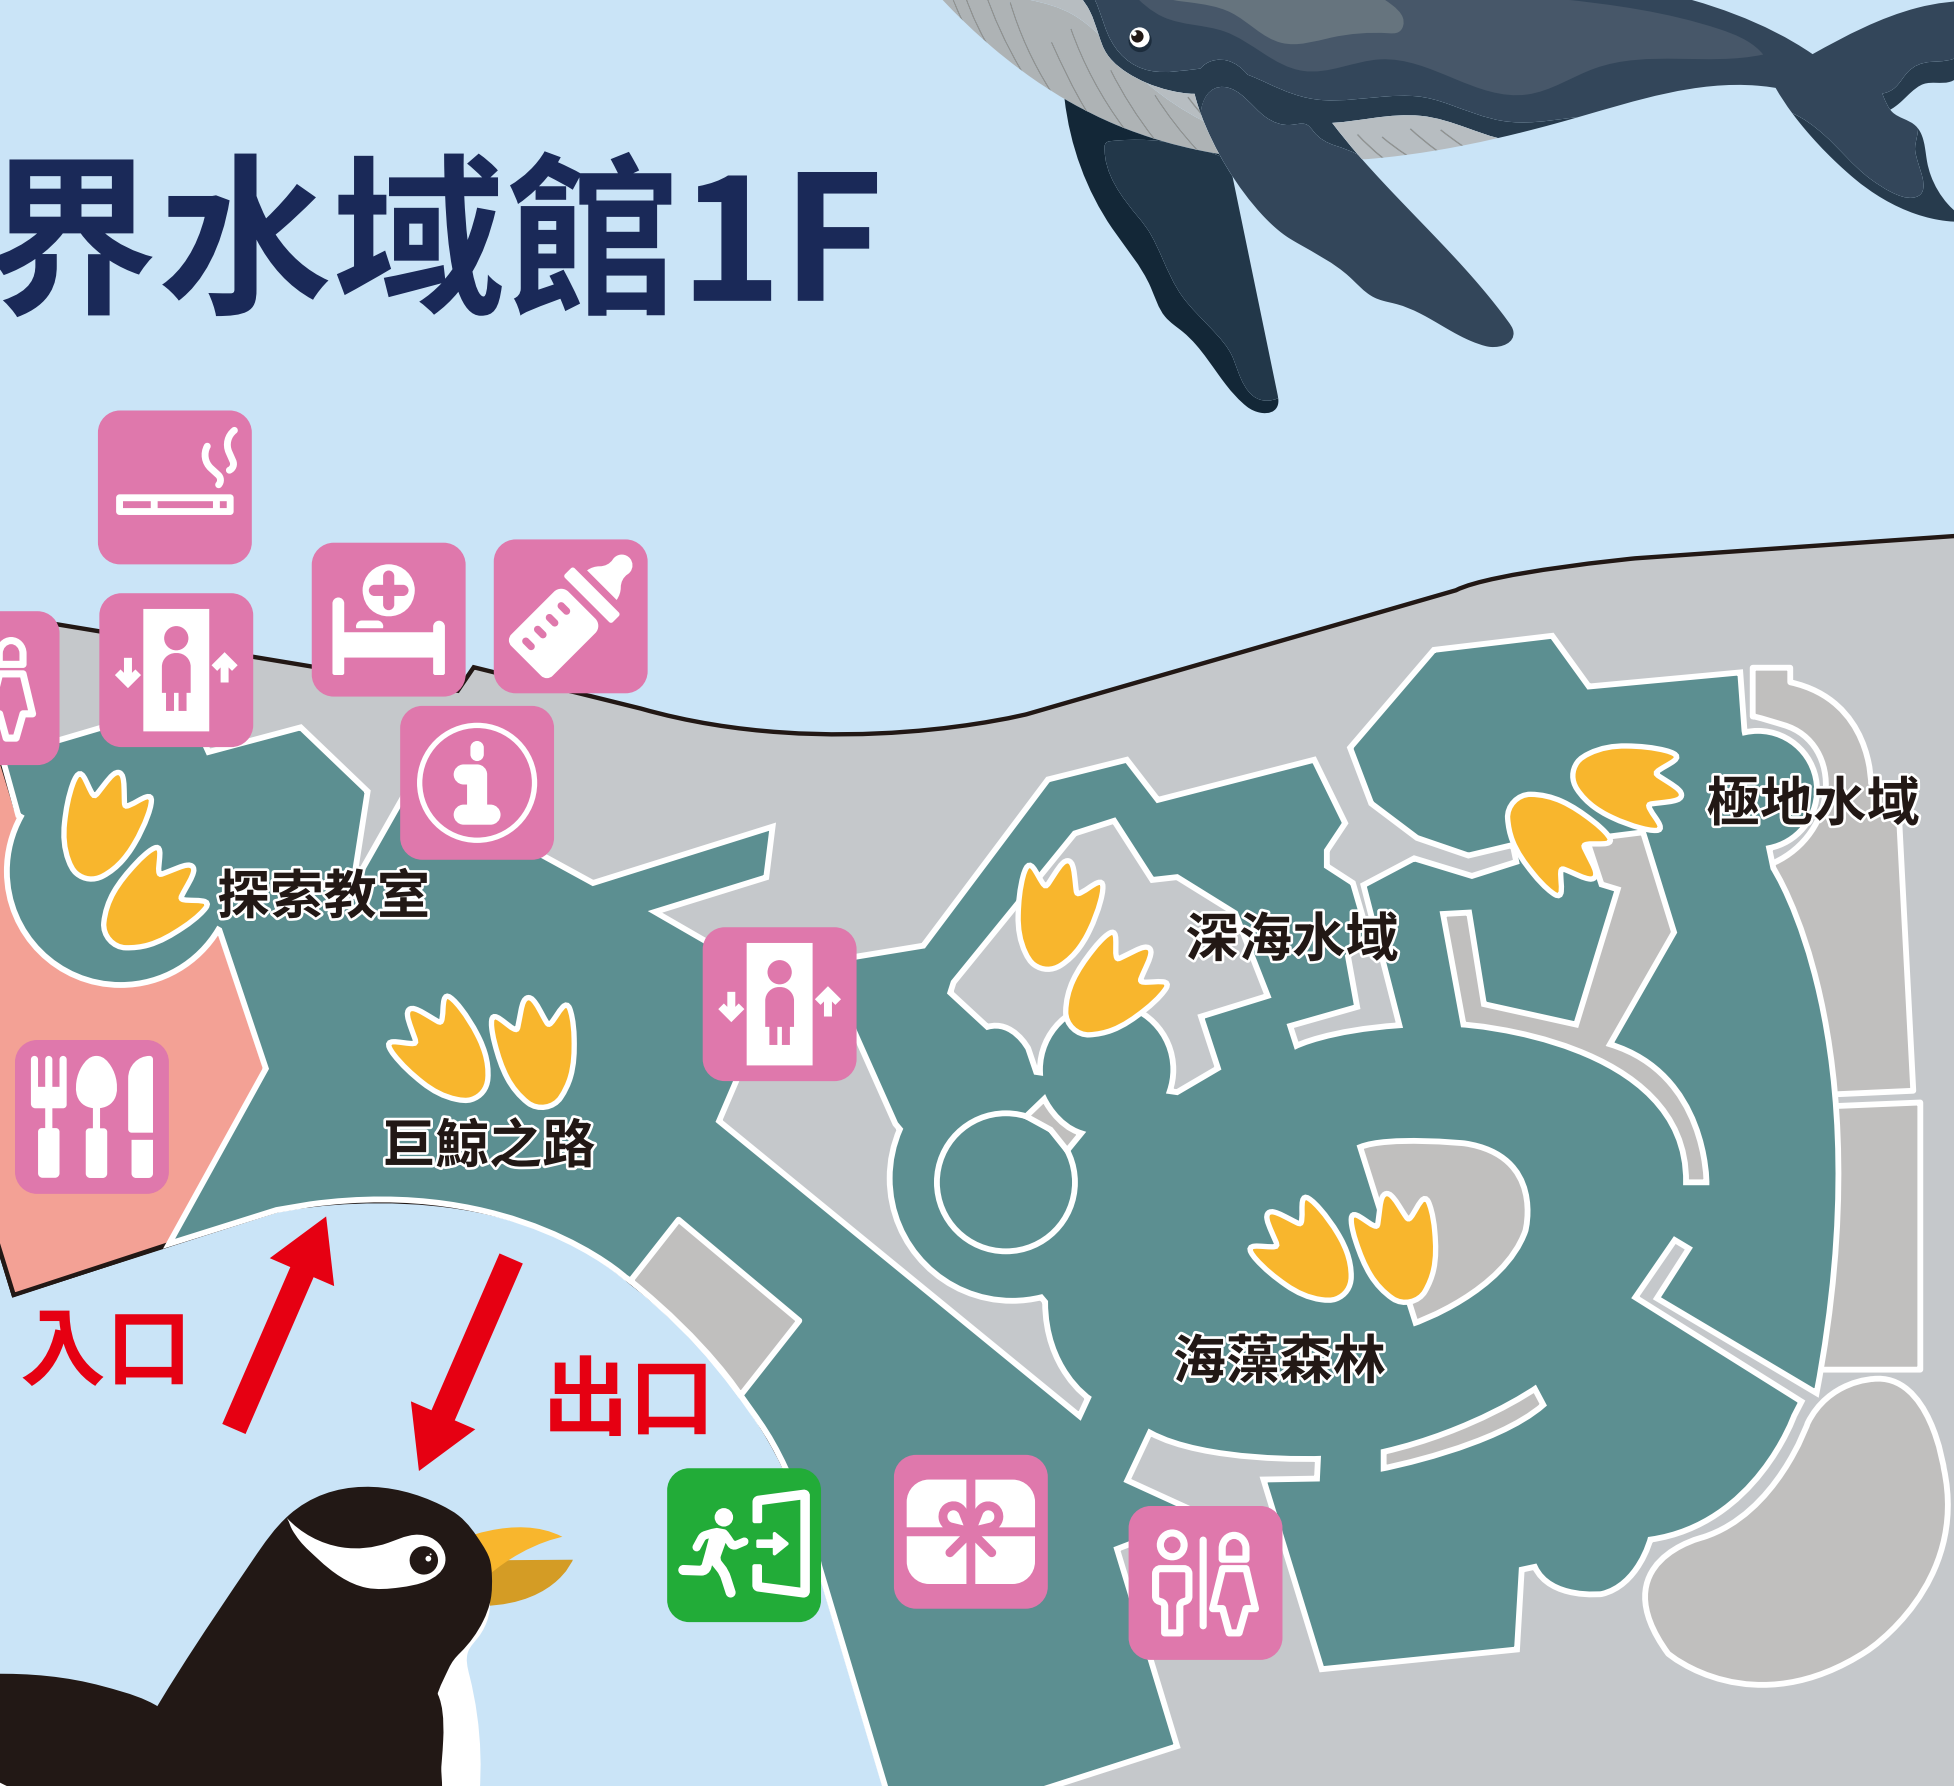 界水域館1F
極地水域
探索教室
深海水域
巨鯨之路
入口
出口
海藻森林